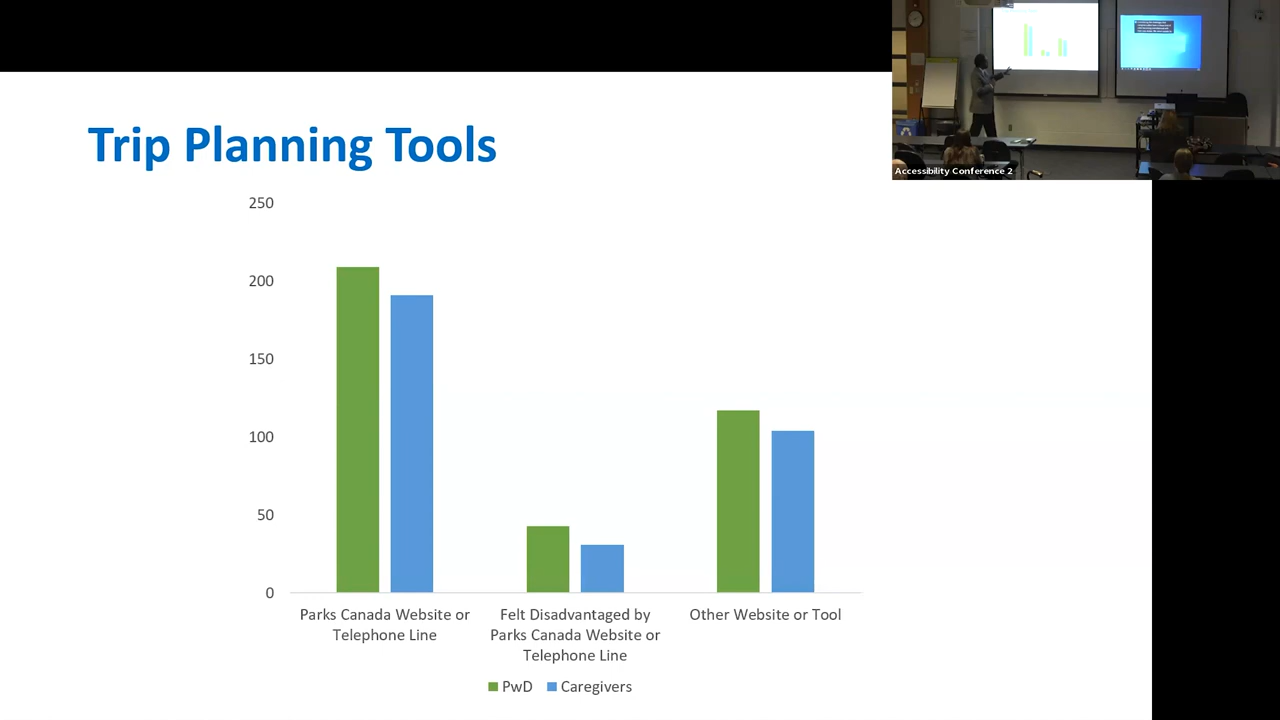 Trip Planning Tools
250
200
150
100
50
0
Parks Canada Website or
Telephone Line
Felt Disadvantaged by
Parks Canada Website or
Telephone Line
Other Website or Tool
PwD
Caregivers
Accessibility Conference 2